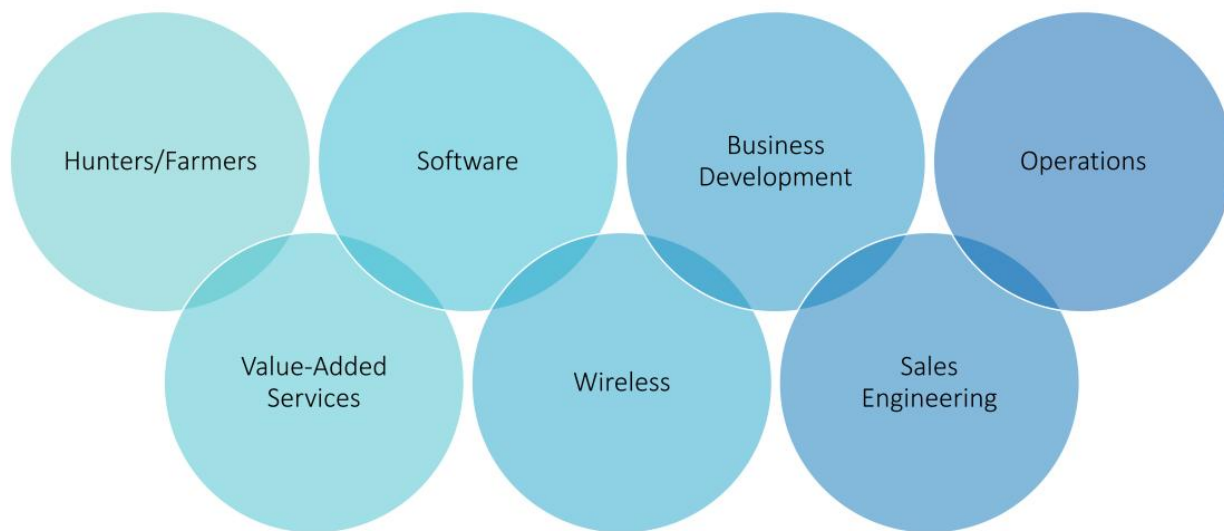 Hunters/Farmers
Software
Business
Development
Operations
Value-Added
Services
Wireless
Sales
Engineering